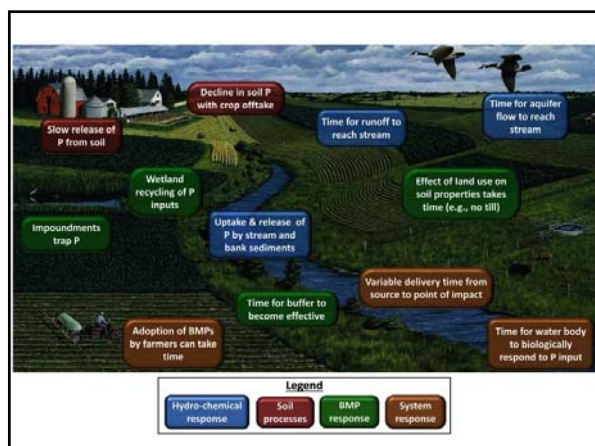 Decline in soil P
with crop offtake
Time for runoff to
reach stream
Time for aquifer
flow to reach
stream
Slow release of
P from soil
Wetland
recycling of P
inputs
Effect of land use on
soil properties takes
time (e.g., no till)
Impoundments
trap P
Uptake & release
of P by stream and
bank sediments
Variable delivery time from
source to point of impact
Time for buffer to
become effective
Adoption of BMPs
by farmers can take
time
Time for water body
to biologically
respond to P input
Legend
Hydro-chemical
response
Soil
processes
BMP
response
System
response